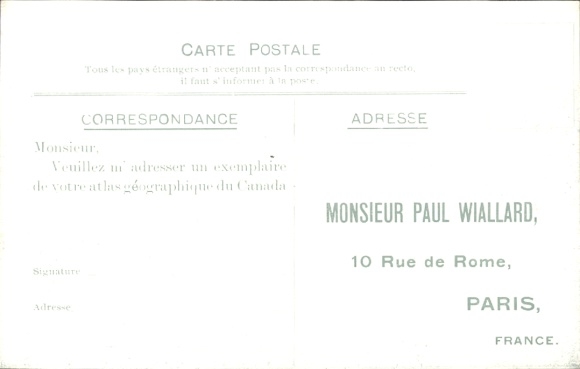 CARTE POSTALE
Tous les pays étrangers n'acceptant pas la correspondance au recto,
il faut s'informer à la poste.
CORRESPONDANCE
Monsieur,
Veuillez m'adresser un exemplaire
de votre atlas géographique du Canada
Signature
Adresse
ADRESSE
MONSIEUR PAUL WIALLARD,
10 Rue de Rome,
PARIS,
FRANCE.